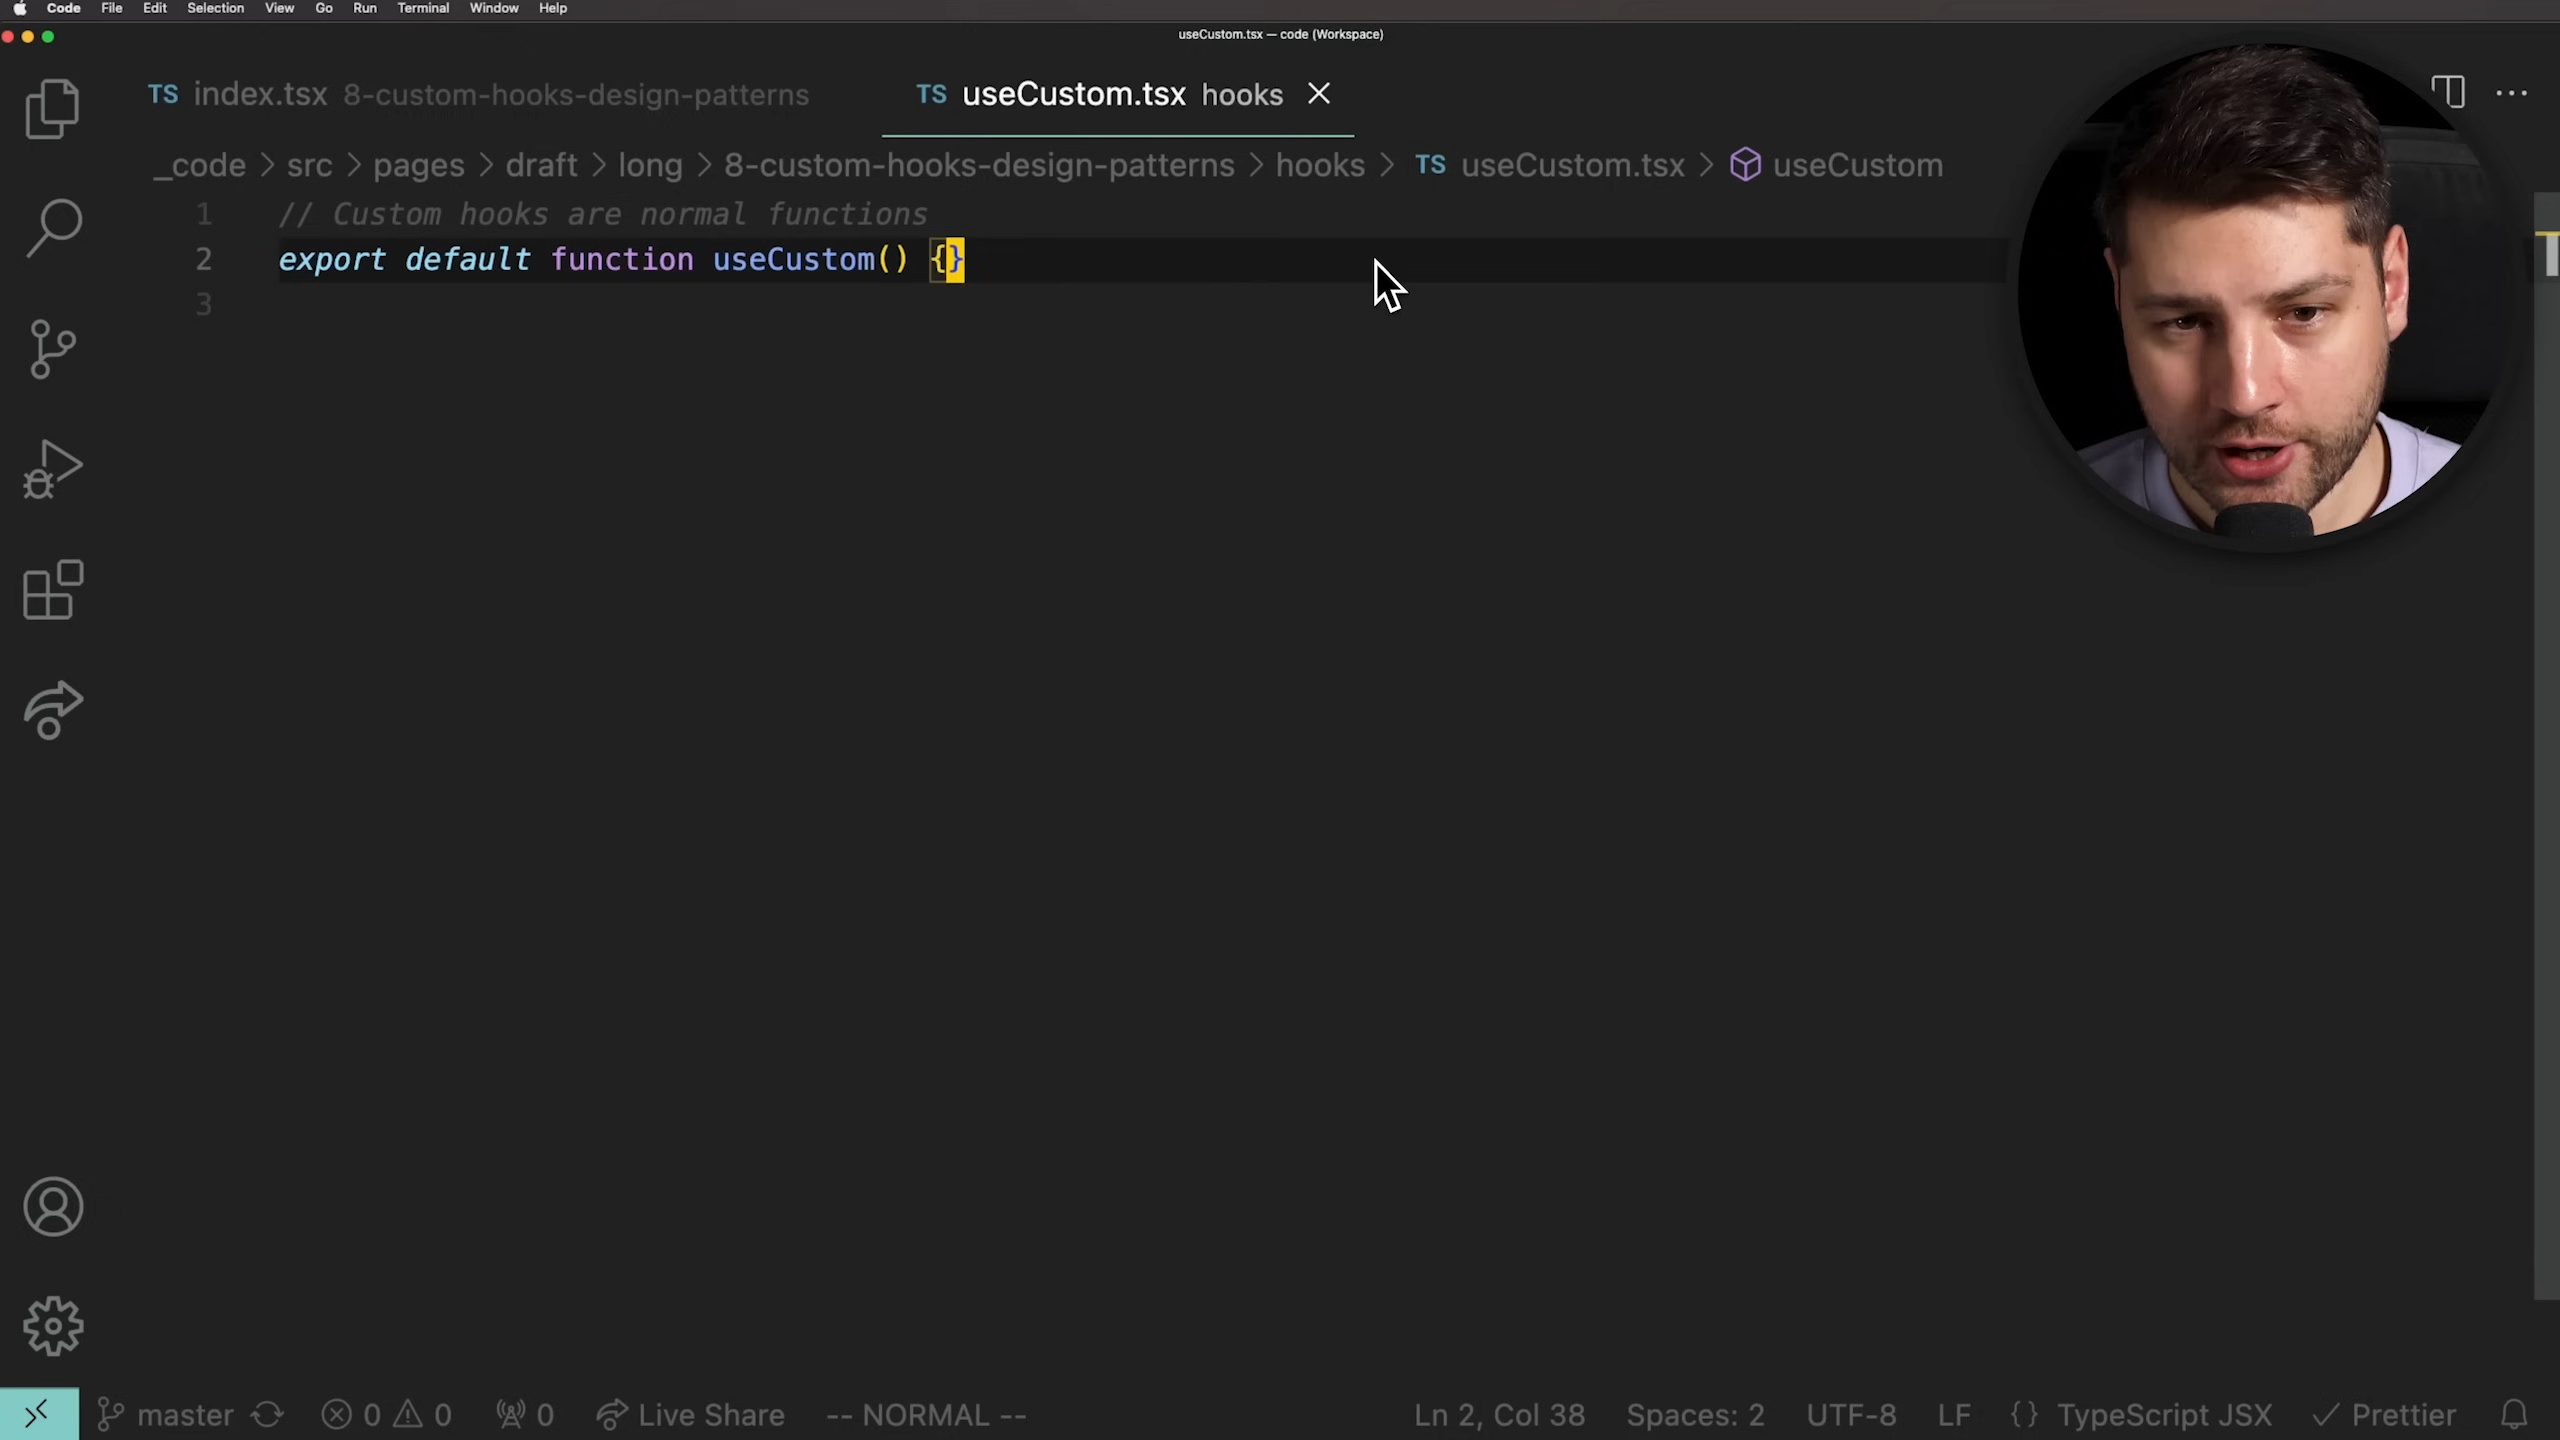 Code File Edit Selection View Go Run Terminal Window Help
useCustom.tsx — code (Workspace)
TS index.tsx 8-custom-hooks-design-patterns TS useCustom.tsx hooks
_code > src > pages > draft > long > 8-custom-hooks-design-patterns > hooks > TS useCustom.tsx > useCustom
1 // Custom hooks are normal functions
2 export default function useCustom() {}
3
master 0 0 0 Live Share -- NORMAL -- Ln 2, Col 38 Spaces: 2 UTF-8 LF {} TypeScript JSX Prettier